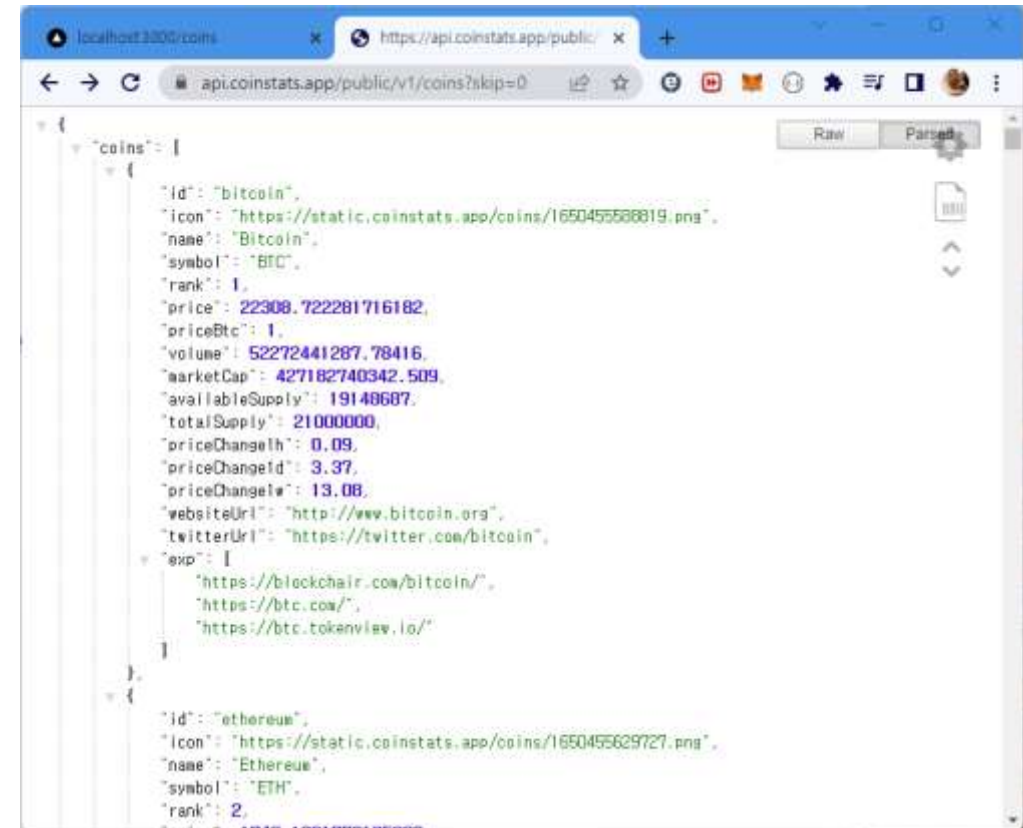 localhost:3000/coins
https://api.coinstats.app/public/
api.coinstats.app/public/v1/coins?skip=0
Raw
Parsed
{
"coins": [
{
"id": "bitcoin",
"icon": "https://static.coinstats.app/coins/1650455588819.png",
"name": "Bitcoin",
"symbol": "BTC",
"rank": 1,
"price": 22308.722281716182,
"priceBtc": 1,
"volume": 52272441287.78416,
"marketCap": 427182740342.509,
"availableSupply": 19148687,
"totalSupply": 21000000,
"priceChange1h": 0.09,
"priceChange1d": 3.37,
"priceChange1w": 13.08,
"websiteUrl": "http://www.bitcoin.org",
"twitterUrl": "https://twitter.com/bitcoin",
"exp": [
"https://blockchair.com/bitcoin/",
"https://btc.com/",
"https://btc.tokenview.io/"
]
},
{
"id": "ethereum",
"icon": "https://static.coinstats.app/coins/1650455629727.png",
"name": "Ethereum",
"symbol": "ETH",
"rank": 2,